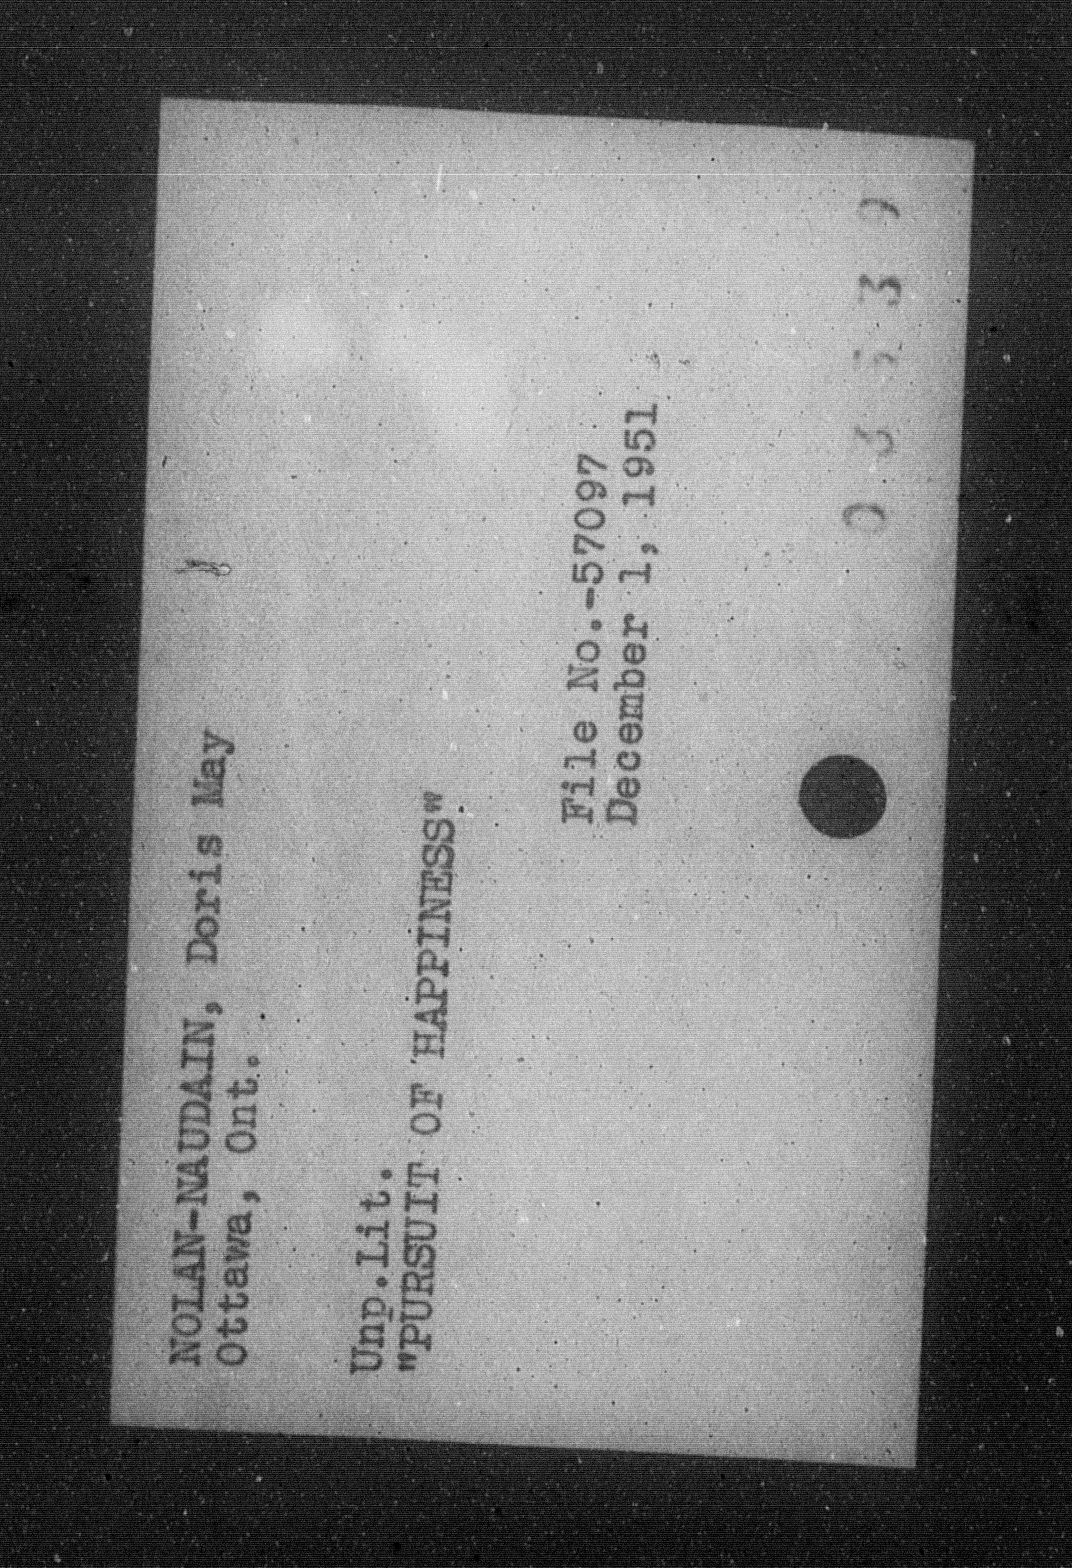 NOLAN-NAUDAIN, Doris May
Ottawa, Ont.
Unp.Lit.
"PURSUIT OF HAPPINESS"
File No.-57097
December 1, 1951